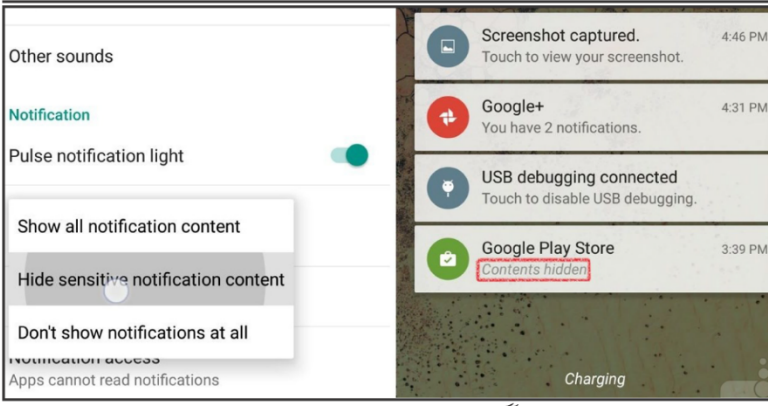 Other sounds
Notification
Pulse notification light
Show all notification content
Hide sensitive notification content
Don't show notifications at all
Notification access
Apps cannot read notifications
Screenshot captured. 4:46 PM
Touch to view your screenshot.
Google+ 4:31 PM
You have 2 notifications.
USB debugging connected
Touch to disable USB debugging.
Google Play Store 3:39 PM
Contents hidden
Charging